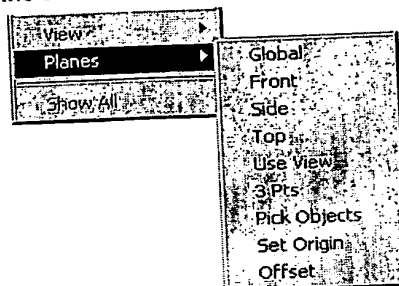 View
Planes
Show All
Global
Front
Side
Top
Use View
3 Pts
Pick Objects
Set Origin
Offset